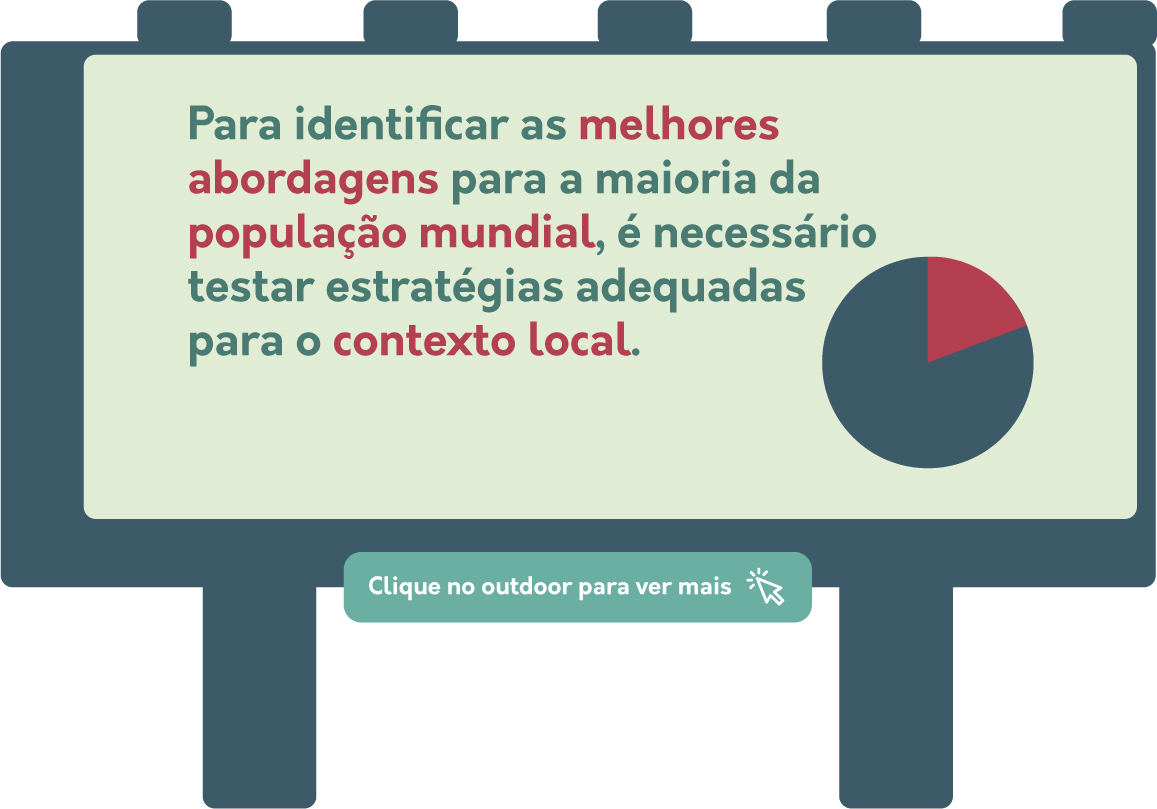 Para identificar as melhores
abordagens para a maioria da
população mundial, é necessário
testar estratégias adequadas
para o contexto local.
Clique no outdoor para ver mais